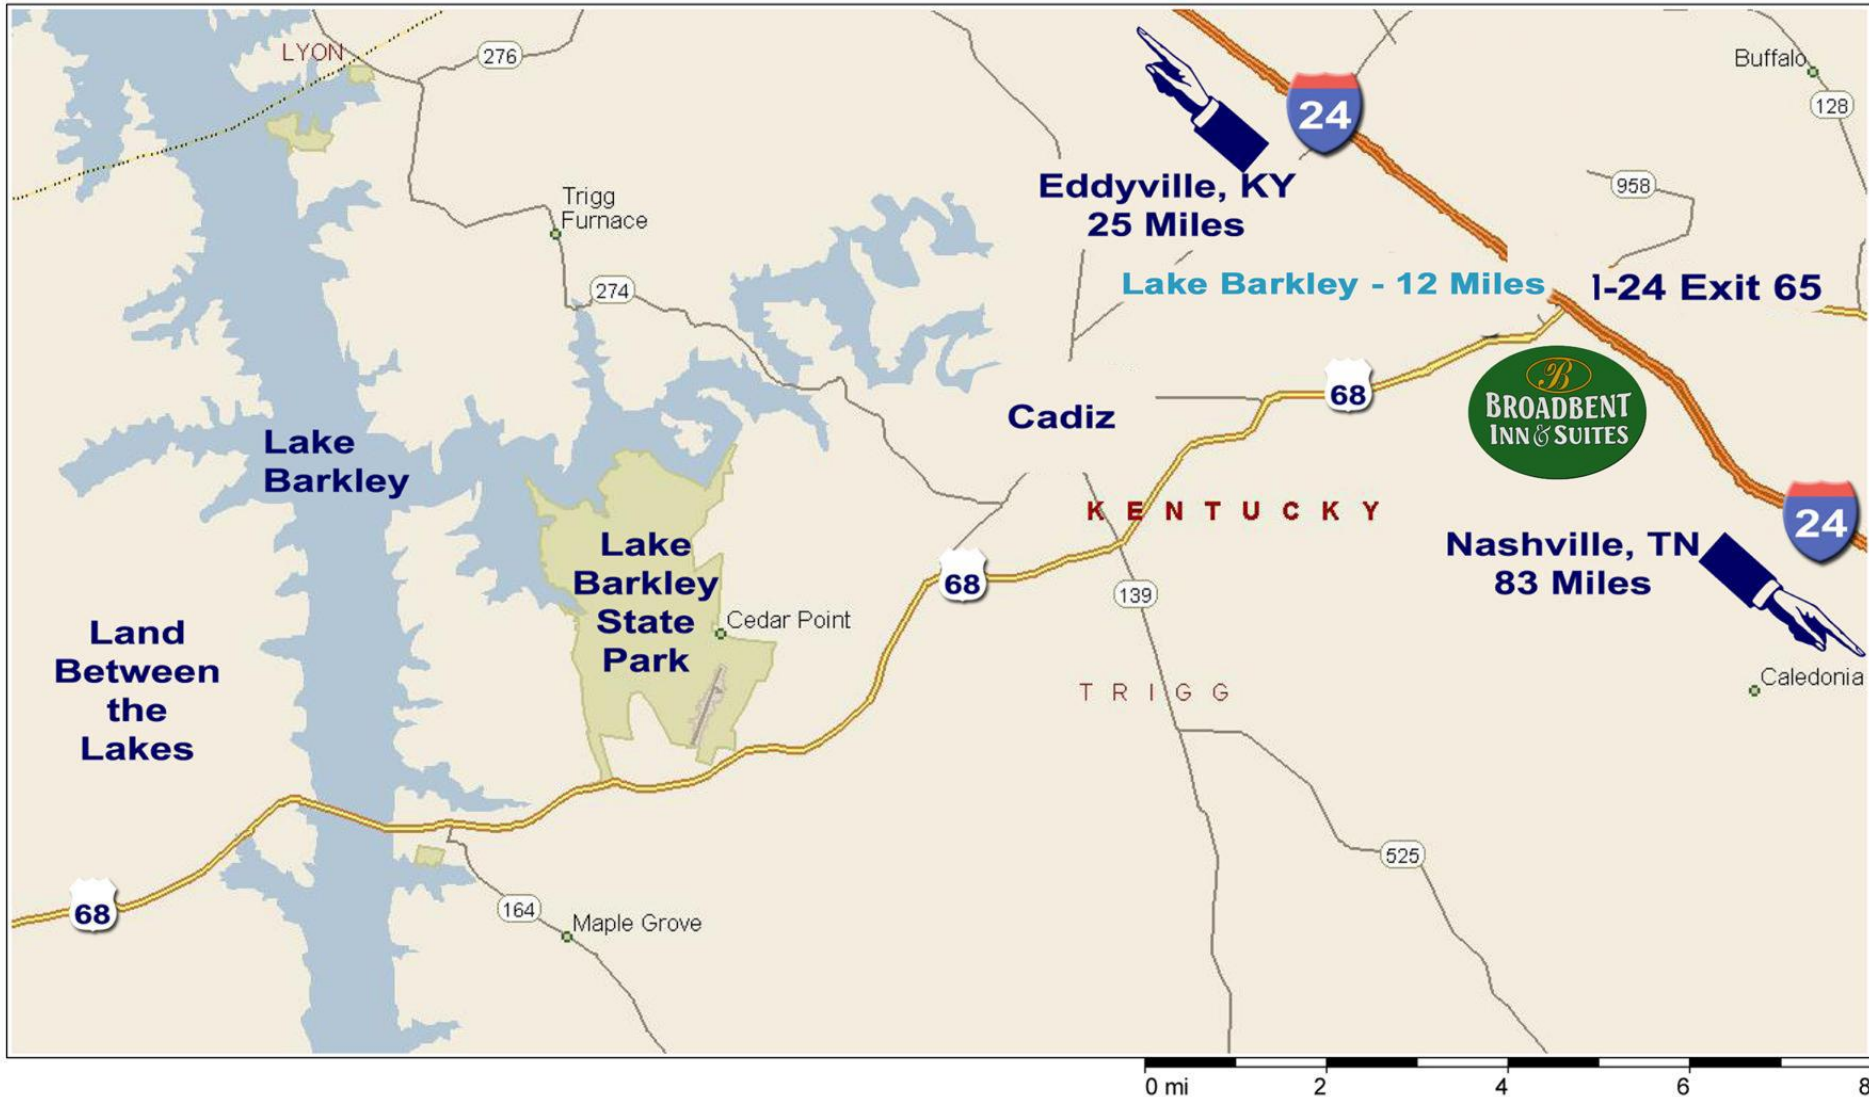 LYON
276
Buffalo
128
24
Eddyville, KY
25 Miles
958
Trigg
Furnace
274
Lake Barkley - 12 Miles
I-24 Exit 65
68
B
BROADBENT
INN & SUITES
Cadiz
Lake
Barkley
KENTUCKY
24
Nashville, TN
83 Miles
Lake
Barkley
State
Park
68
139
Cedar Point
Land
Between
the
Lakes
TRIGG
Caledonia
525
68
164
Maple Grove
0 mi 2 4 6 8